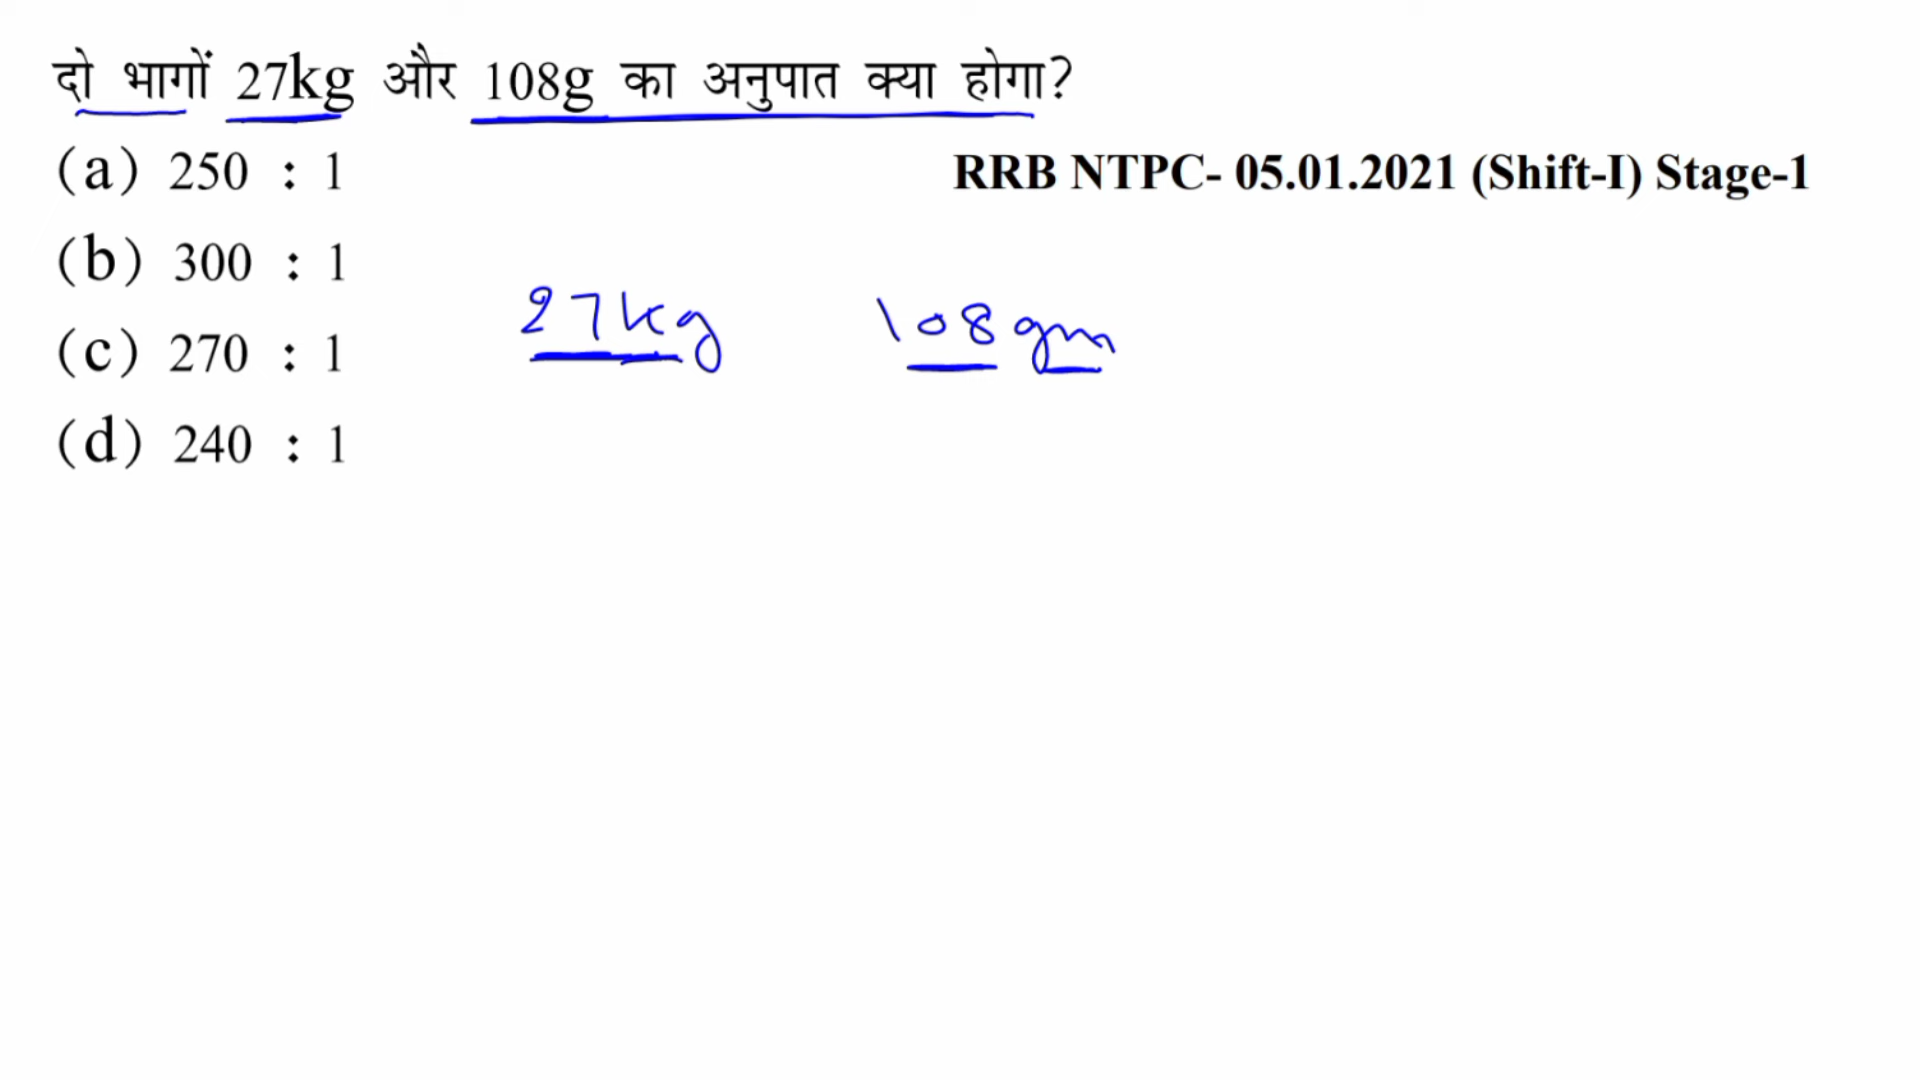 दो भागों 27kg और 108g का अनुपात क्या होगा?
(a) 250 : 1
RRB NTPC- 05.01.2021 (Shift-I) Stage-1
(b) 300 : 1
(c) 270 : 1
(d) 240 : 1
27kg 108gm